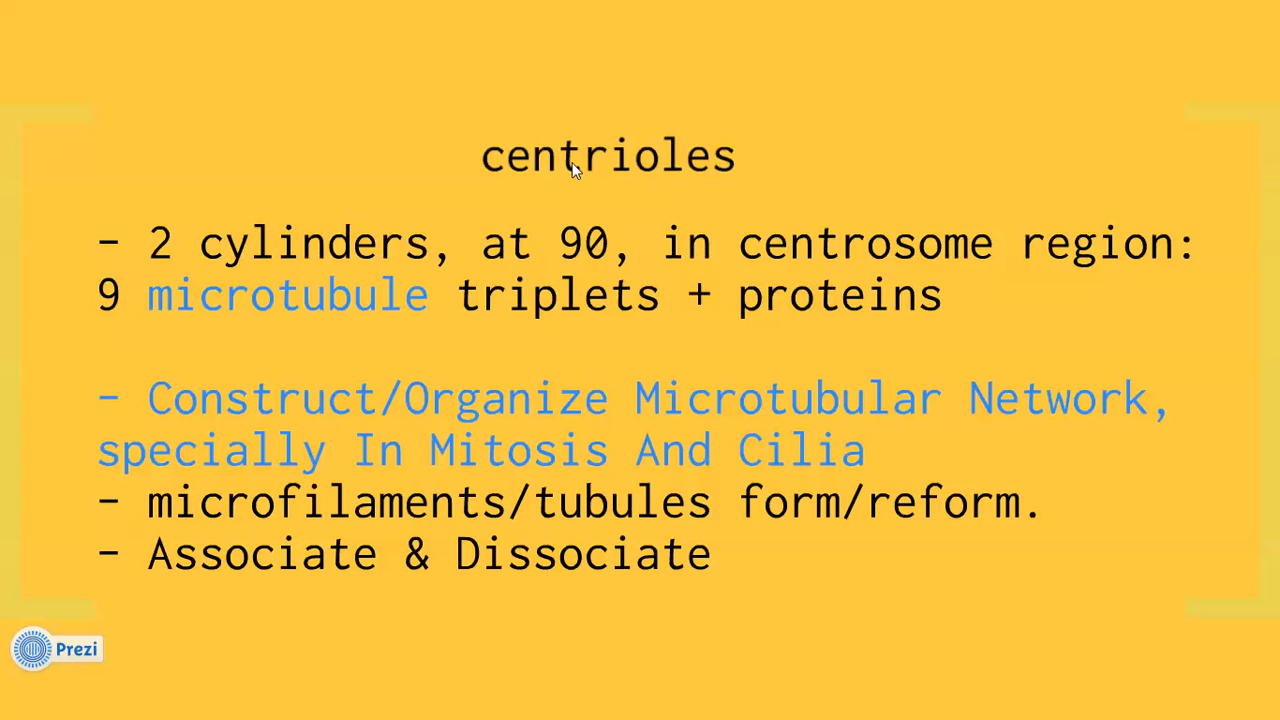 centrioles
- 2 cylinders, at 90, in centrosome region:
9 microtubule triplets + proteins
- Construct/Organize Microtubular Network,
specially In Mitosis And Cilia
- microfilaments/tubules form/reform.
- Associate & Dissociate
Prezi